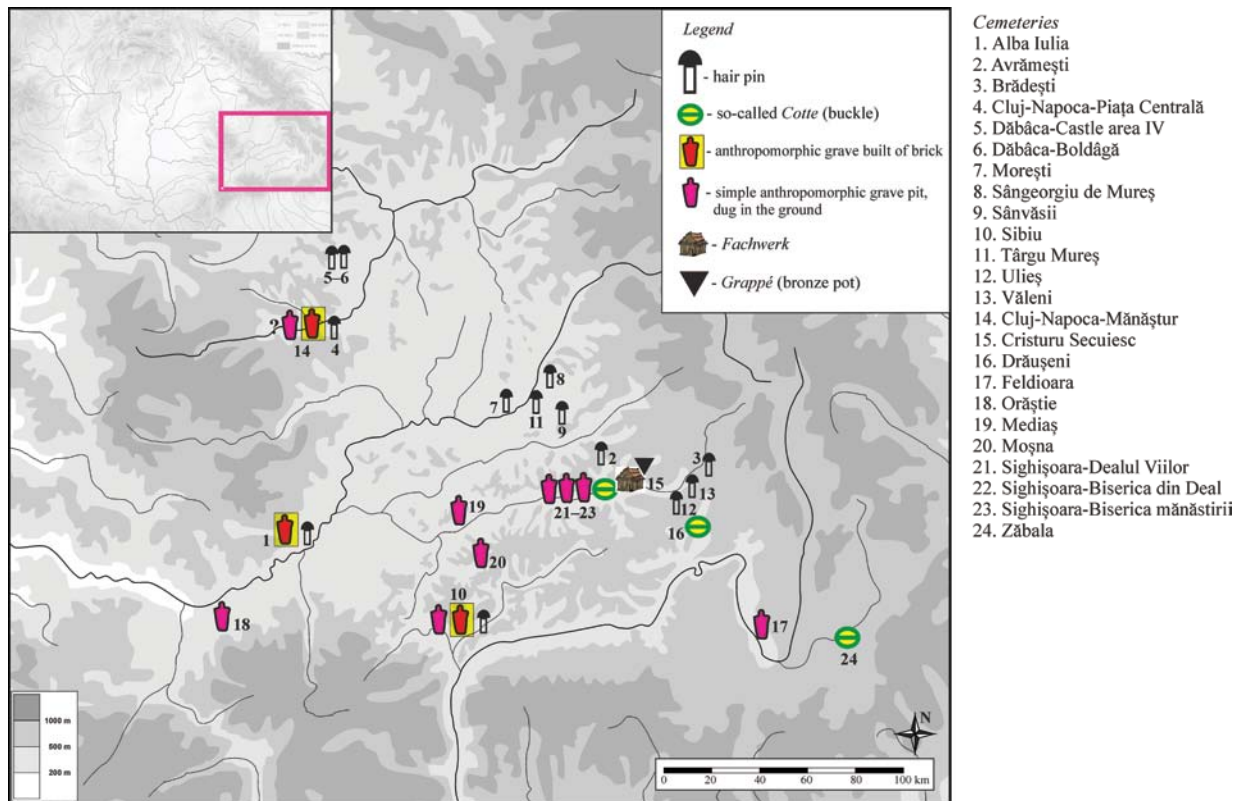 Legend
- hair pin
- so-called Cotte (buckle)
- anthropomorphic grave built of brick
- simple anthropomorphic grave pit,
dug in the ground
- Fachwerk
- Grappé (bronze pot)
5–6
?
14
4
8
7
11
9
2
3
15
13
12
21–23
16
19
1
20
10
18
17
24
1000 m
500 m
200 m
N
0 20 40 60 80 100 km
Cemeteries
1. Alba Iulia
2. Avrămești
3. Brădești
4. Cluj-Napoca-Piața Centrală
5. Dăbâca-Castle area IV
6. Dăbâca-Boldâgă
7. Morești
8. Sângeorgiu de Mureș
9. Sânvăsii
10. Sibiu
11. Târgu Mureș
12. Ulieș
13. Văleni
14. Cluj-Napoca-Mănăștur
15. Cristuru Secuiesc
16. Drăușeni
17. Feldioara
18. Orăștie
19. Mediaș
20. Moșna
21. Sighișoara-Dealul Viilor
22. Sighișoara-Biserica din Deal
23. Sighișoara-Biserica mănăstirii
24. Zăbala